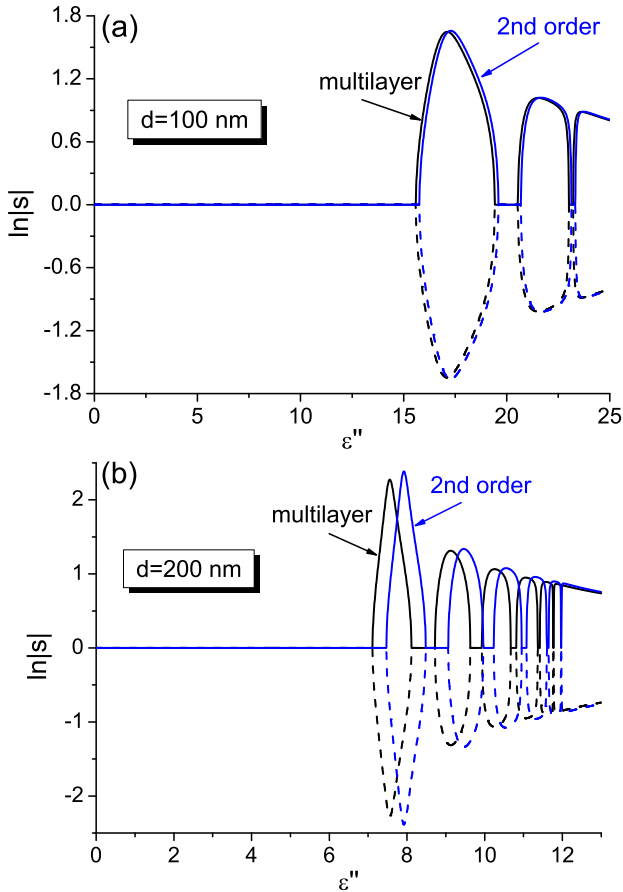 (a)
2nd order
multilayer
d=100 nm
ln|s|
1.8
1.2
0.6
0.0
-0.6
-1.2
-1.8
0 5 10 15 20 25
ε"
(b)
2nd order
multilayer
d=200 nm
ln|s|
2
1
0
-1
-2
0 2 4 6 8 10 12
ε"